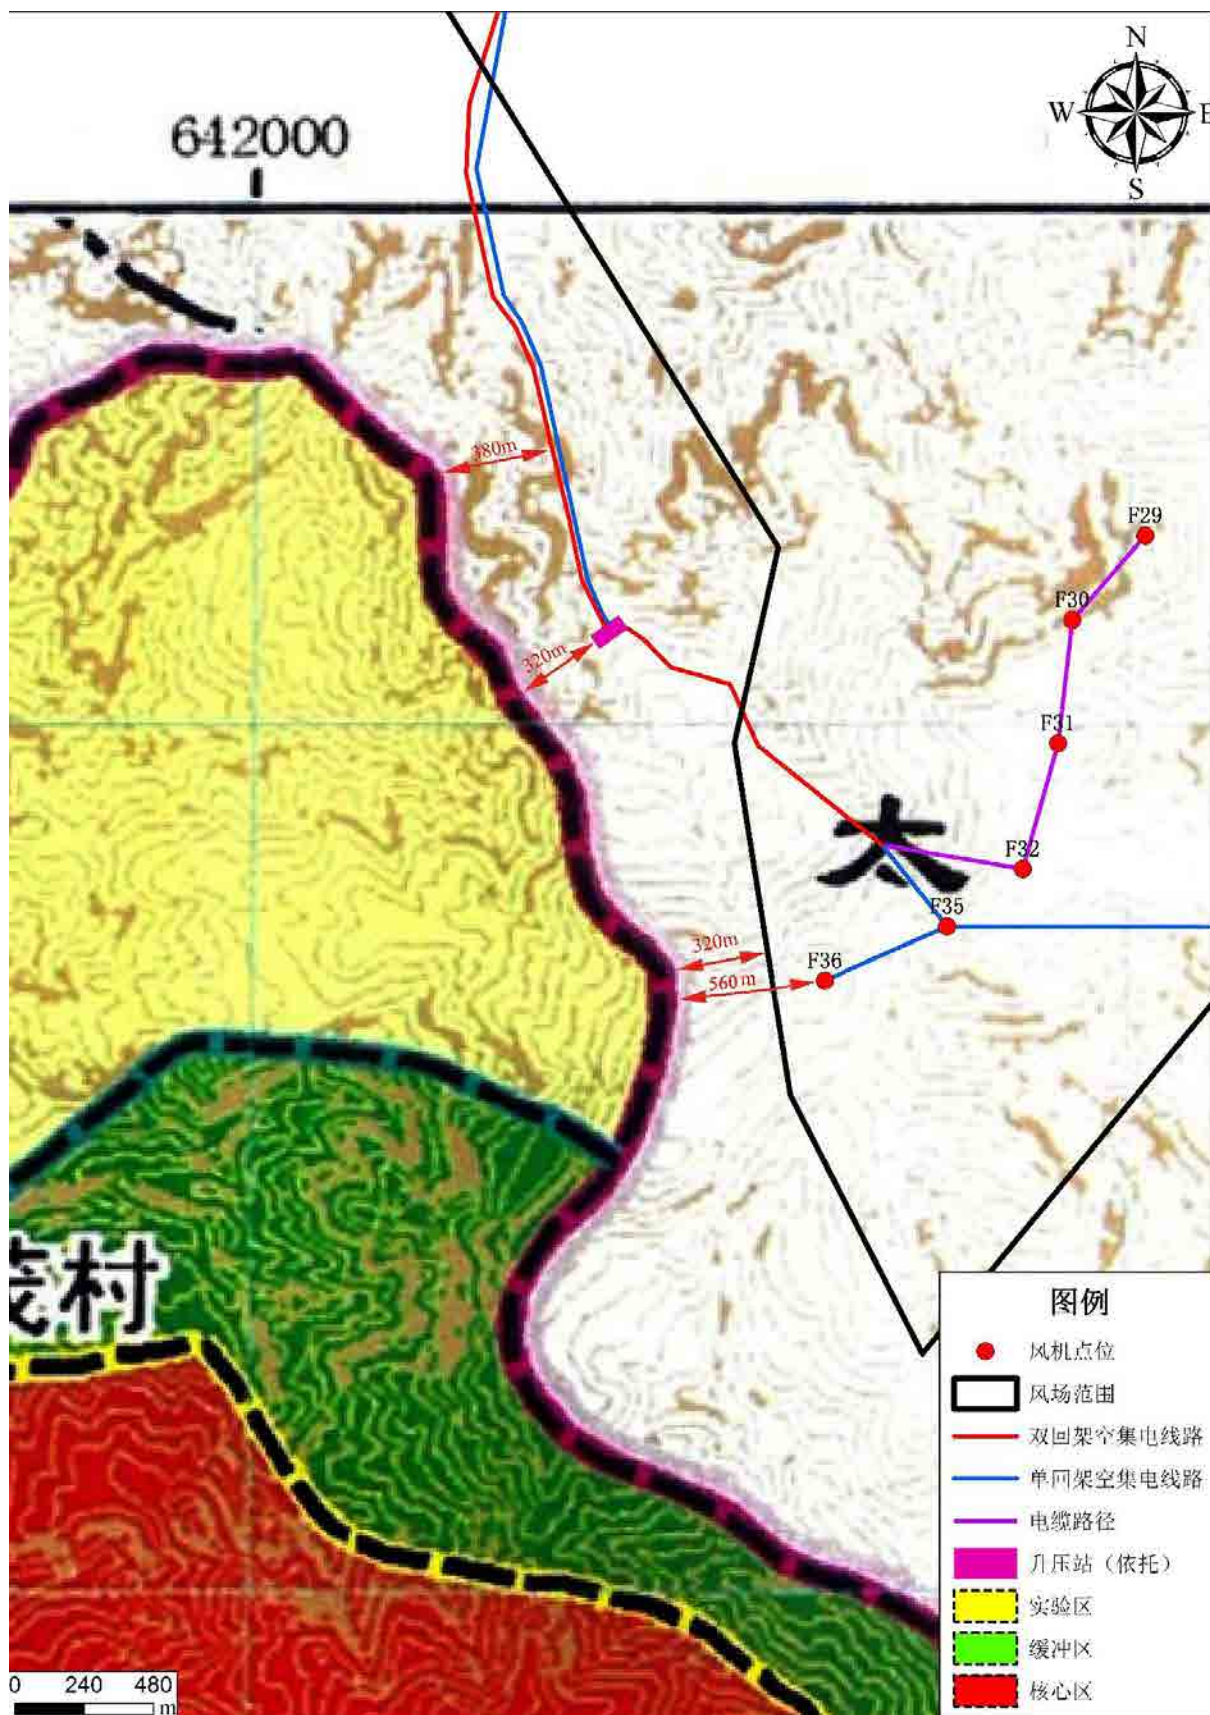 N
W E
S
642000
380m
F29
F30
320m
F31
太
F32
F35
320m
F36
560m
茂村
图例
风机点位
风场范围
双回架空集电线路
单回架空集电线路
电缆路径
升压站（依托）
实验区
缓冲区
核心区
0 240 480
m